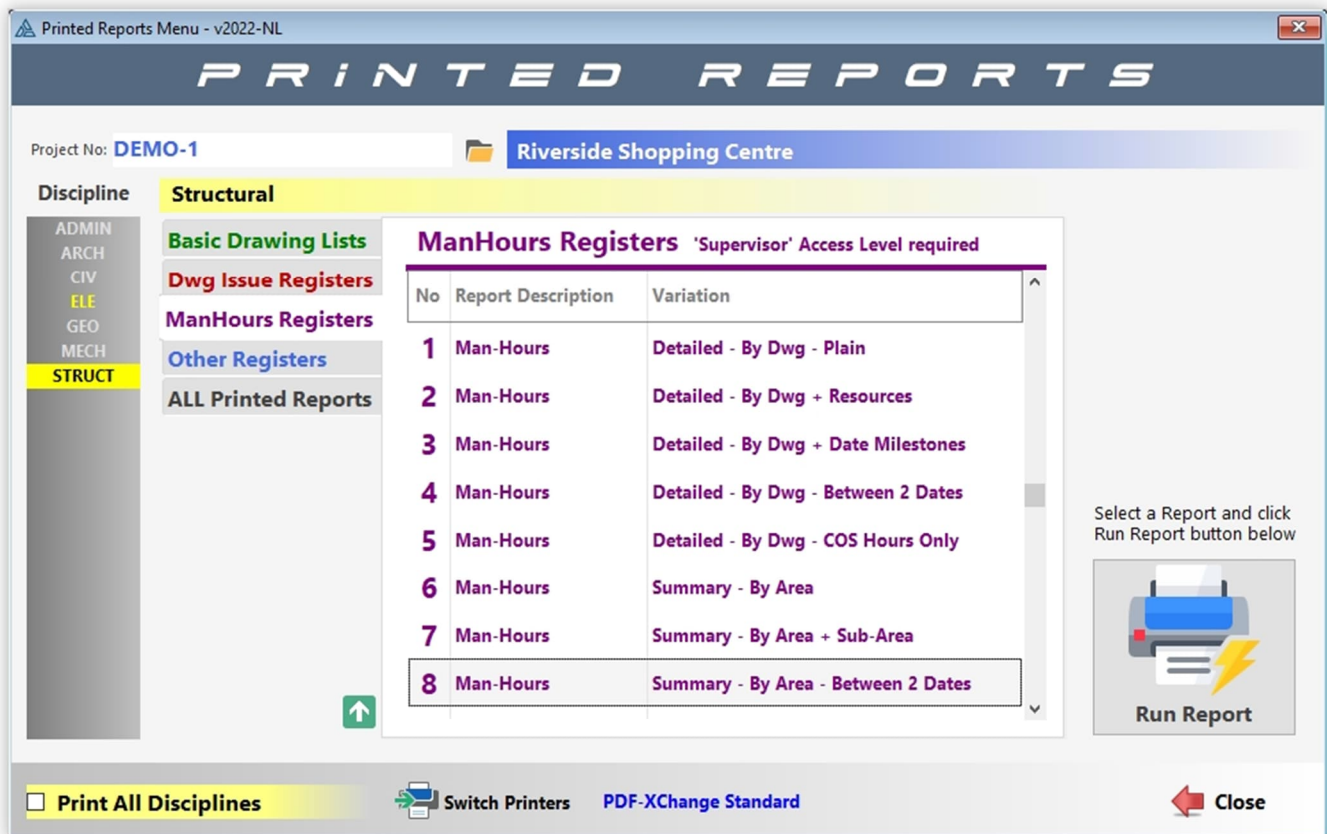 Printed Reports Menu - v2022-NL
PRiNTED REPORTS
Project No: DEMO-1
Riverside Shopping Centre
Discipline
Structural
ADMIN
ARCH
CIV
ELE
GEO
MECH
STRUCT
Basic Drawing Lists
Dwg Issue Registers
ManHours Registers
Other Registers
ALL Printed Reports
ManHours Registers 'Supervisor' Access Level required
No Report Description Variation
1 Man-Hours Detailed - By Dwg - Plain
2 Man-Hours Detailed - By Dwg + Resources
3 Man-Hours Detailed - By Dwg + Date Milestones
4 Man-Hours Detailed - By Dwg - Between 2 Dates
5 Man-Hours Detailed - By Dwg - COS Hours Only
6 Man-Hours Summary - By Area
7 Man-Hours Summary - By Area + Sub-Area
8 Man-Hours Summary - By Area - Between 2 Dates
Select a Report and click
Run Report button below
Run Report
Print All Disciplines
Switch Printers
PDF-XChange Standard
Close